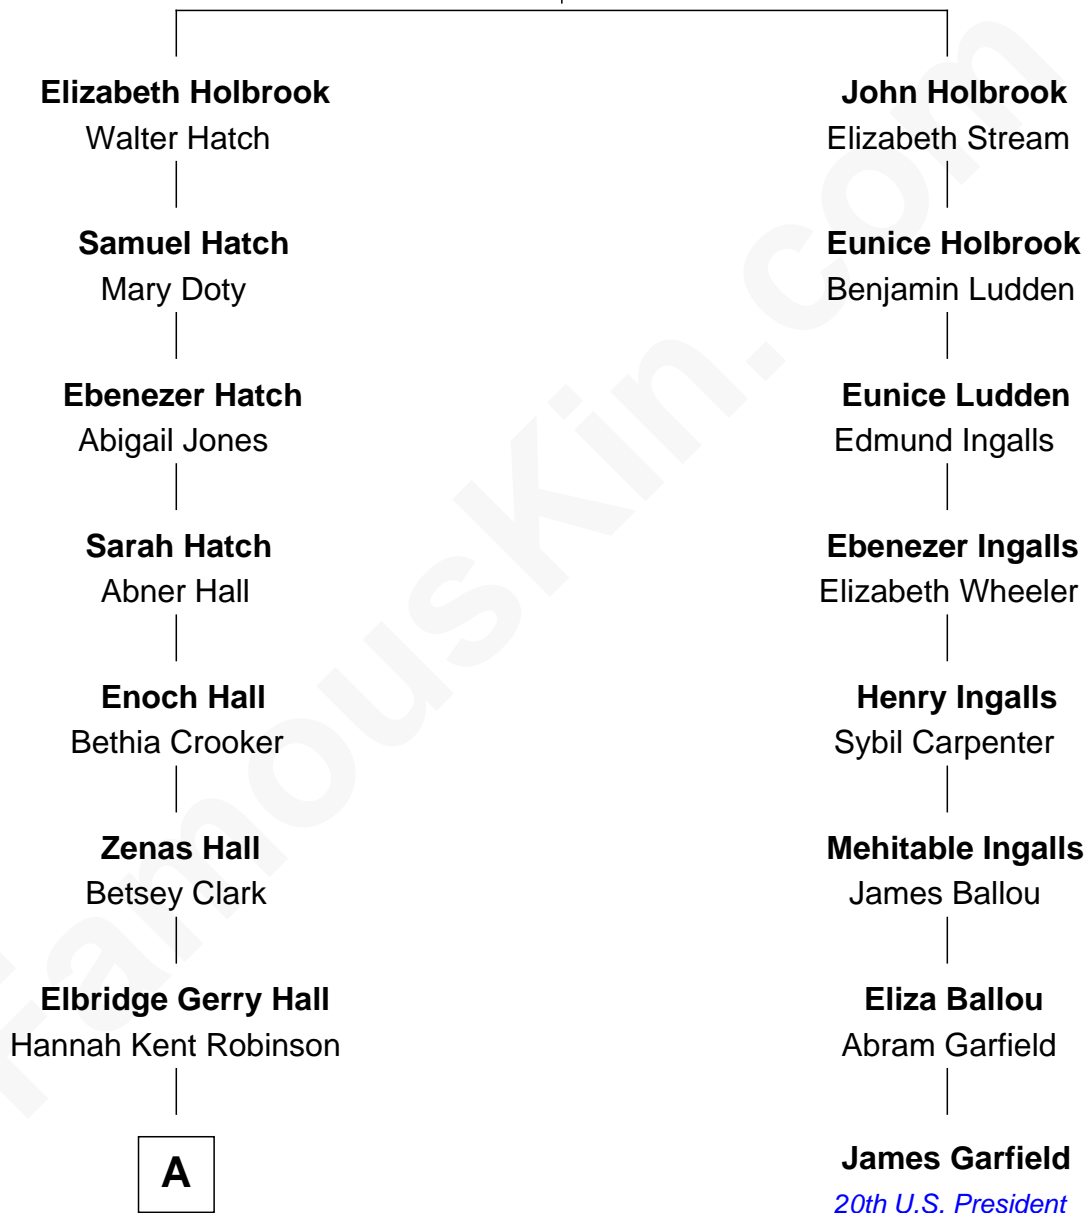 Elizabeth Holbrook
Walter Hatch
John Holbrook
Elizabeth Stream
Samuel Hatch
Mary Doty
Eunice Holbrook
Benjamin Ludden
Ebenezer Hatch
Abigail Jones
Eunice Ludden
Edmund Ingalls
Sarah Hatch
Abner Hall
Ebenezer Ingalls
Elizabeth Wheeler
Enoch Hall
Bethia Crooker
Henry Ingalls
Sybil Carpenter
Zenas Hall
Betsey Clark
Mehitable Ingalls
James Ballou
Elbridge Gerry Hall
Hannah Kent Robinson
Eliza Ballou
Abram Garfield
A
James Garfield
20th U.S. President
FamousKin.com